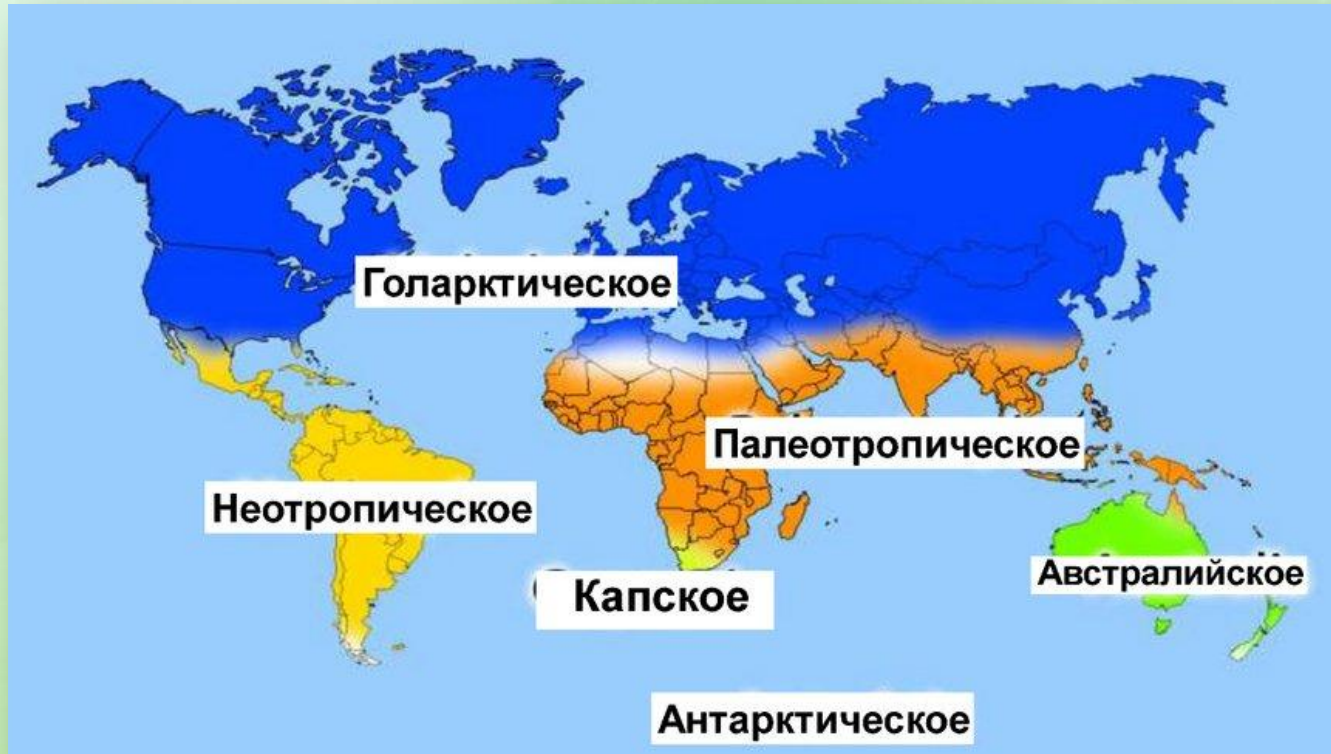 Голарктическое
Палеотропическое
Неотропическое
Австралийское
Капское
Антарктическое